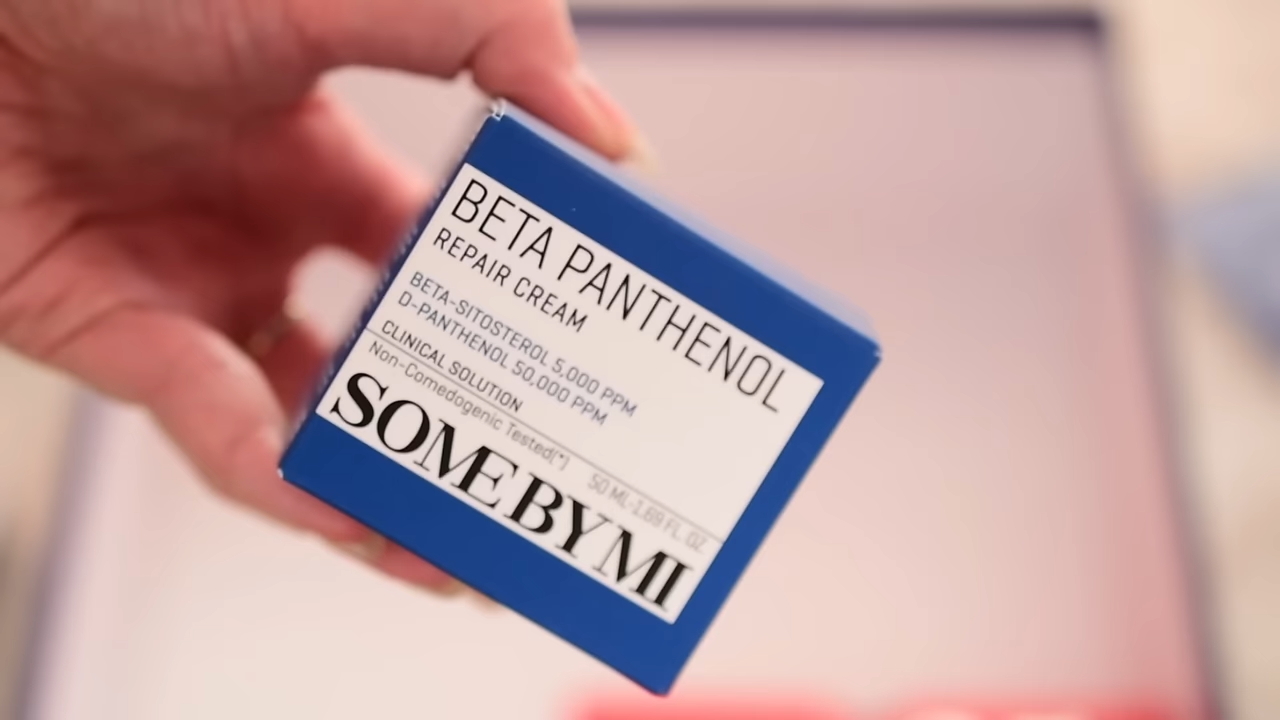 BETA PANTHENOL
REPAIR CREAM
BETA-SITOSTEROL 5,000 PPM
D-PANTHENOL 50,000 PPM
CLINICAL SOLUTION
Non-Comedogenic Tested(*)
50 ML-1.69 FL. OZ.
SOME BY MI